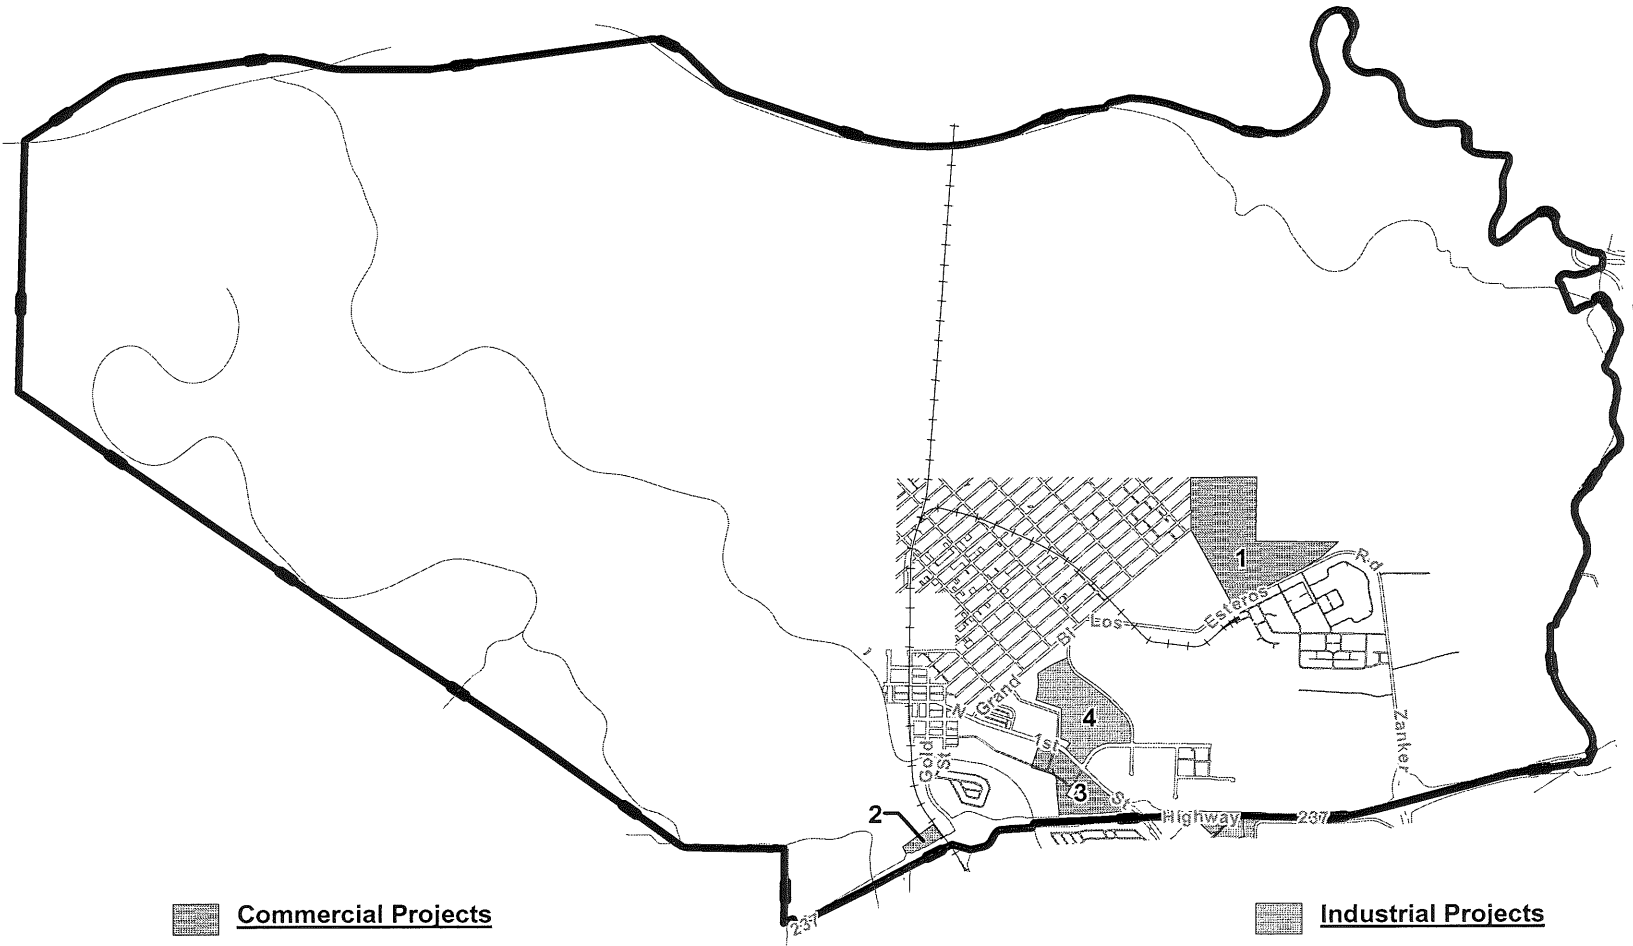 1
Rd
Esteros
Los
Bl
Grand
N
4
1st
Zanker
Gold
St
3
St
2
Highway
237
237
Commercial Projects
Industrial Projects